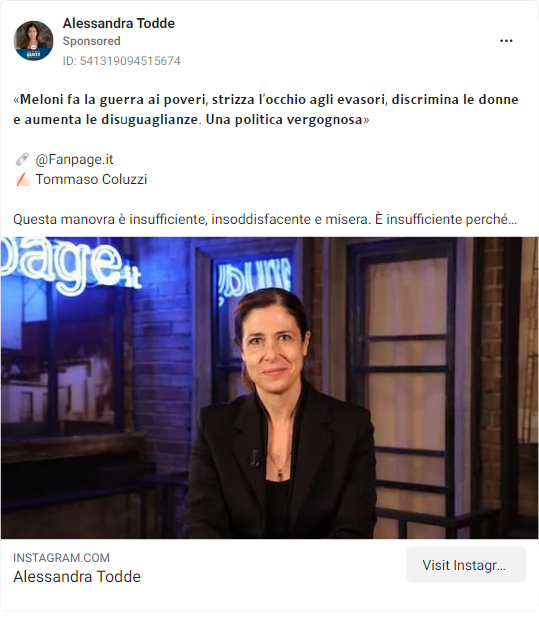 Alessandra Todde
Sponsored
ID: 541319094515674
«Meloni fa la guerra ai poveri, strizza l'occhio agli evasori, discrimina le donne
e aumenta le disuguaglianze. Una politica vergognosa»
🗞 @Fanpage.it
✍🏻 Tommaso Coluzzi
Questa manovra è insufficiente, insoddisfacente e misera. È insufficiente perché...
page.it
INSTAGRAM.COM
Alessandra Todde
Visit Instagr...